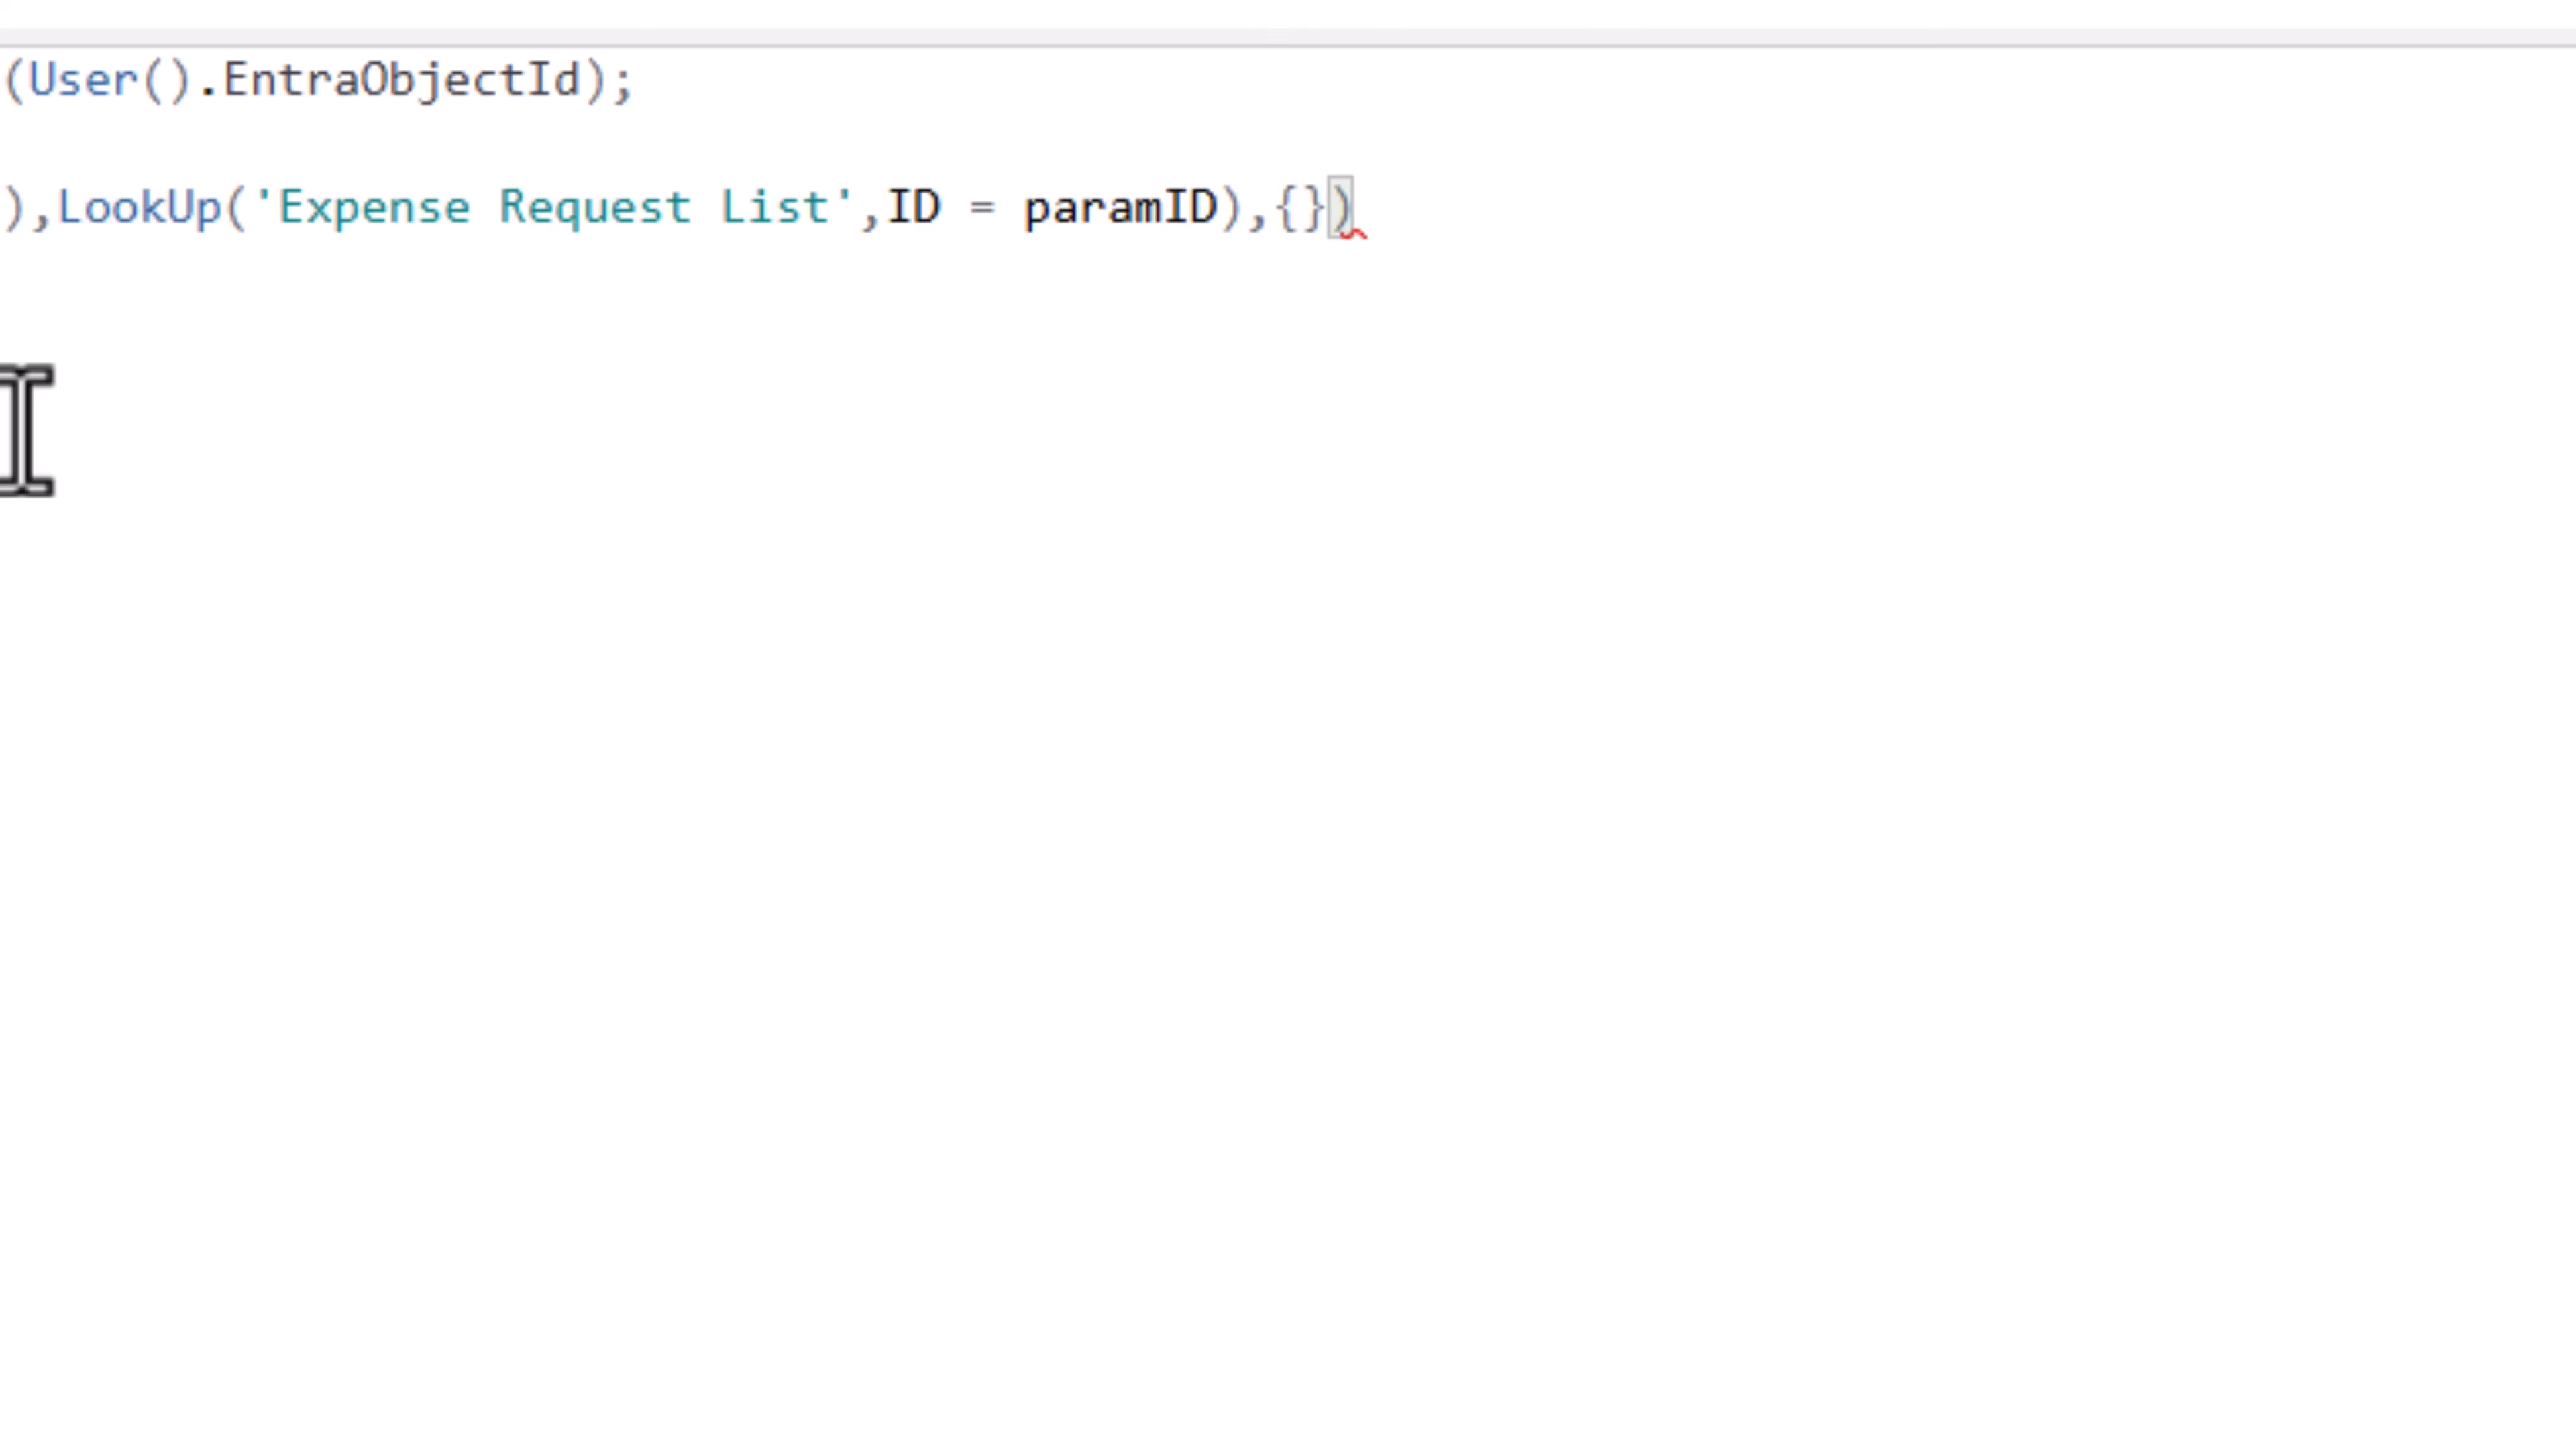 (User().EntraObjectId);
),LookUp('Expense Request List',ID = paramID),{})